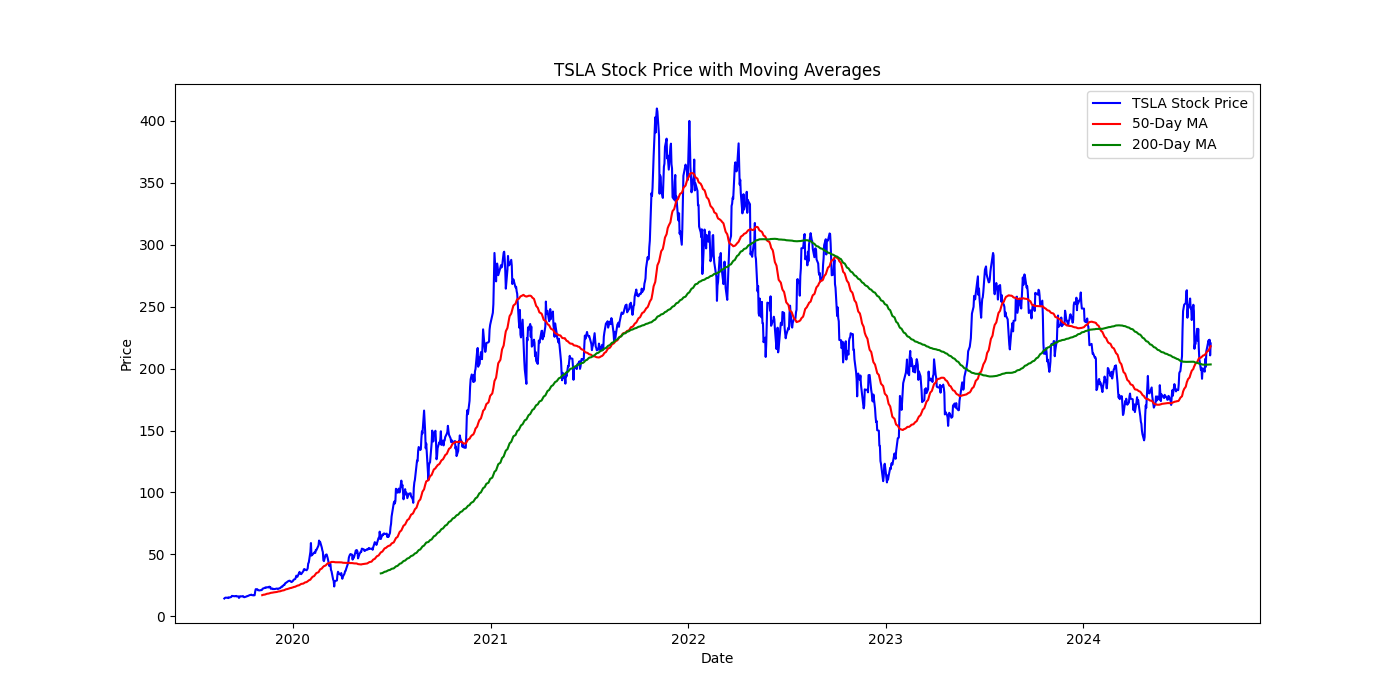 TSLA Stock Price with Moving Averages
TSLA Stock Price
50-Day MA
200-Day MA
400
350
300
250
200
150
100
50
0
Price
2020 2021 2022 2023 2024
Date